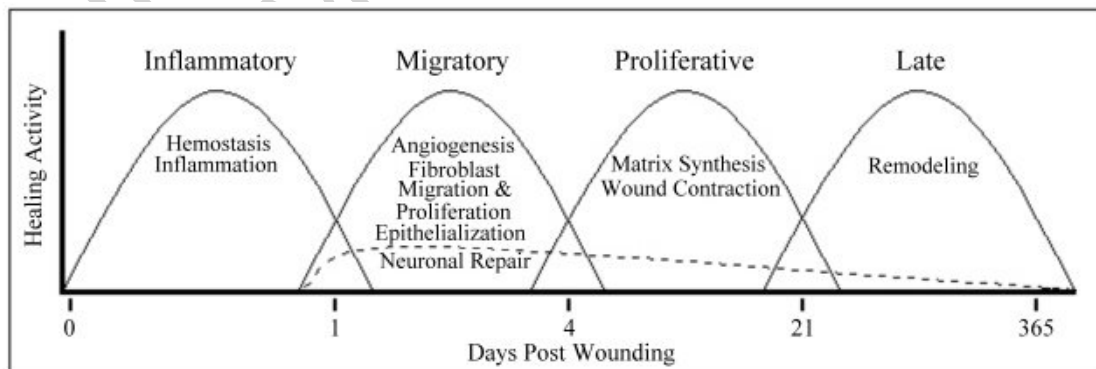 Inflammatory
Migratory
Proliferative
Late
Healing Activity
Hemostasis
Inflammation
Angiogenesis
Fibroblast
Migration &
Proliferation
Epithelialization
Neuronal Repair
Matrix Synthesis
Wound Contraction
Remodeling
0
1
4
21
365
Days Post Wounding